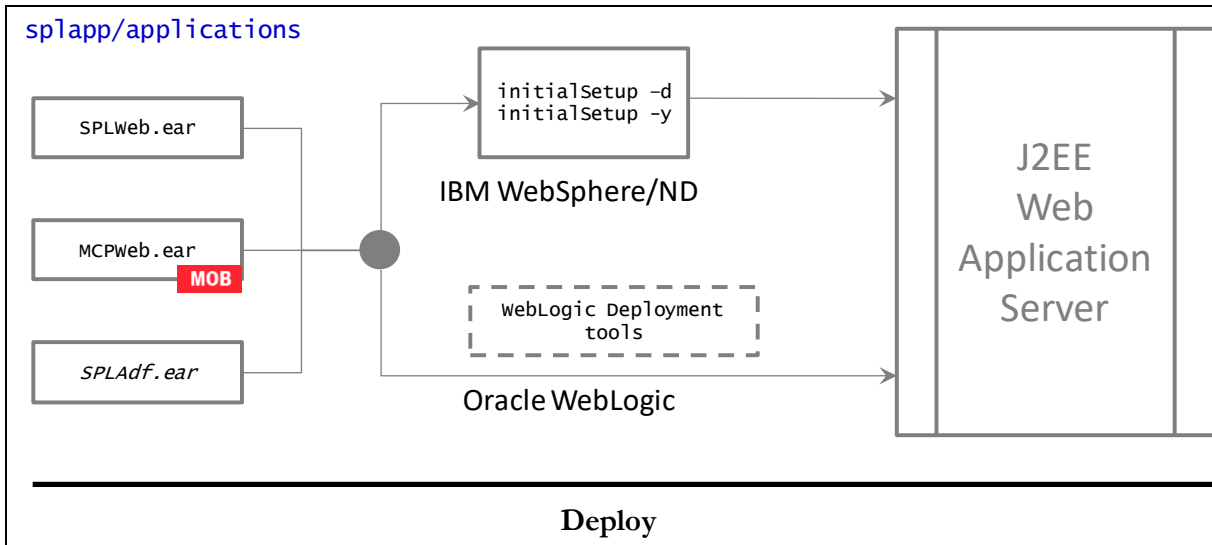 splapp/applications
SPLWeb.ear
MCPWeb.ear
MOB
SPLAdf.ear
initialSetup –d
initialSetup -y
IBM WebSphere/ND
WebLogic Deployment
tools
Oracle WebLogic
J2EE
Web
Application
Server
Deploy